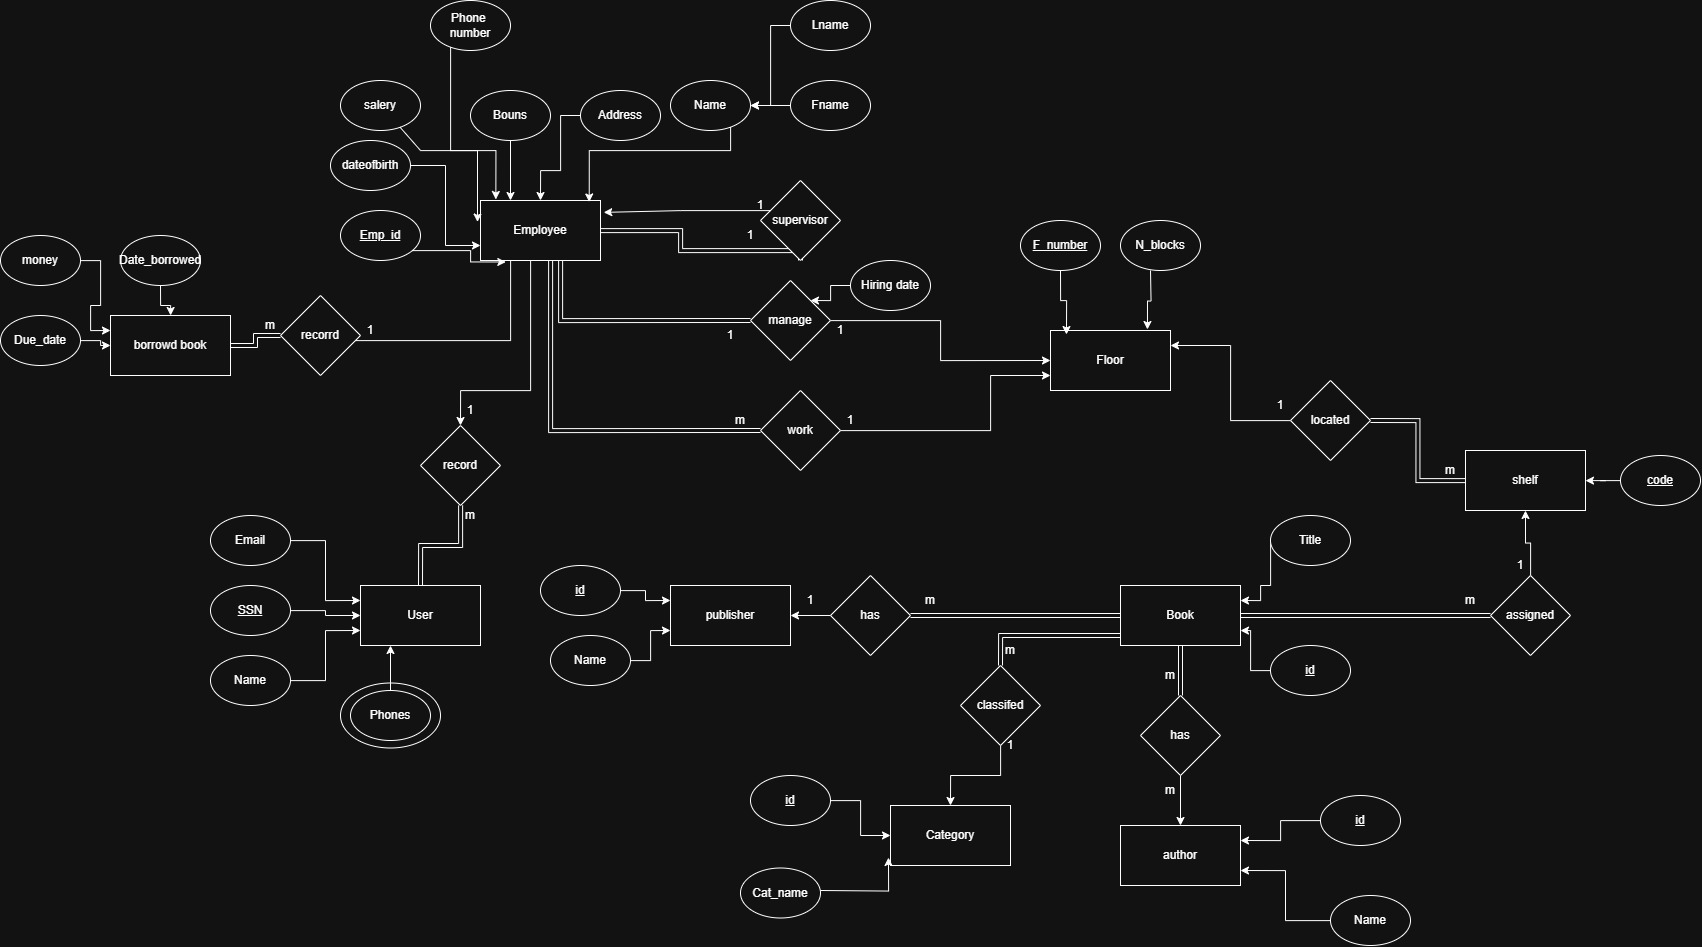 Phone
number
Lname
salery
Bouns
Address
Name
Fname
dateofbirth
1
supervisor
Emp_id
Employee
1
F_number
N_blocks
money
Date_borrowed
Hiring date
m
recorrd
1
manage
1
1
Due_date
borrowd book
Floor
1
m
work
1
1
located
record
m
shelf
code
m
Email
Title
SSN
User
id
publisher
1
has
m
Book
m
1
assigned
Name
Name
m
m
id
Phones
classifed
has
1
m
id
Category
id
author
Cat_name
Name